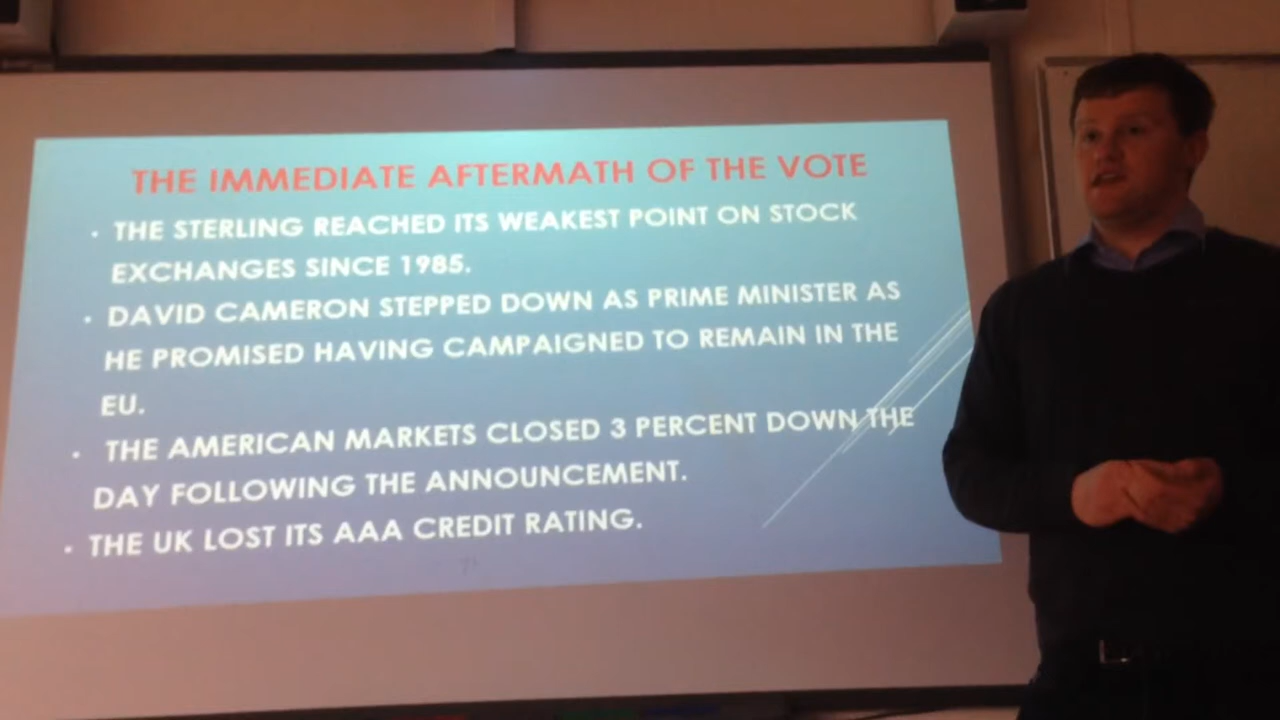 THE IMMEDIATE AFTERMATH OF THE VOTE
• THE STERLING REACHED ITS WEAKEST POINT ON STOCK
EXCHANGES SINCE 1985.
• DAVID CAMERON STEPPED DOWN AS PRIME MINISTER AS
HE PROMISED HAVING CAMPAIGNED TO REMAIN IN THE
EU.
• THE AMERICAN MARKETS CLOSED 3 PERCENT DOWN THE
DAY FOLLOWING THE ANNOUNCEMENT.
• THE UK LOST ITS AAA CREDIT RATING.